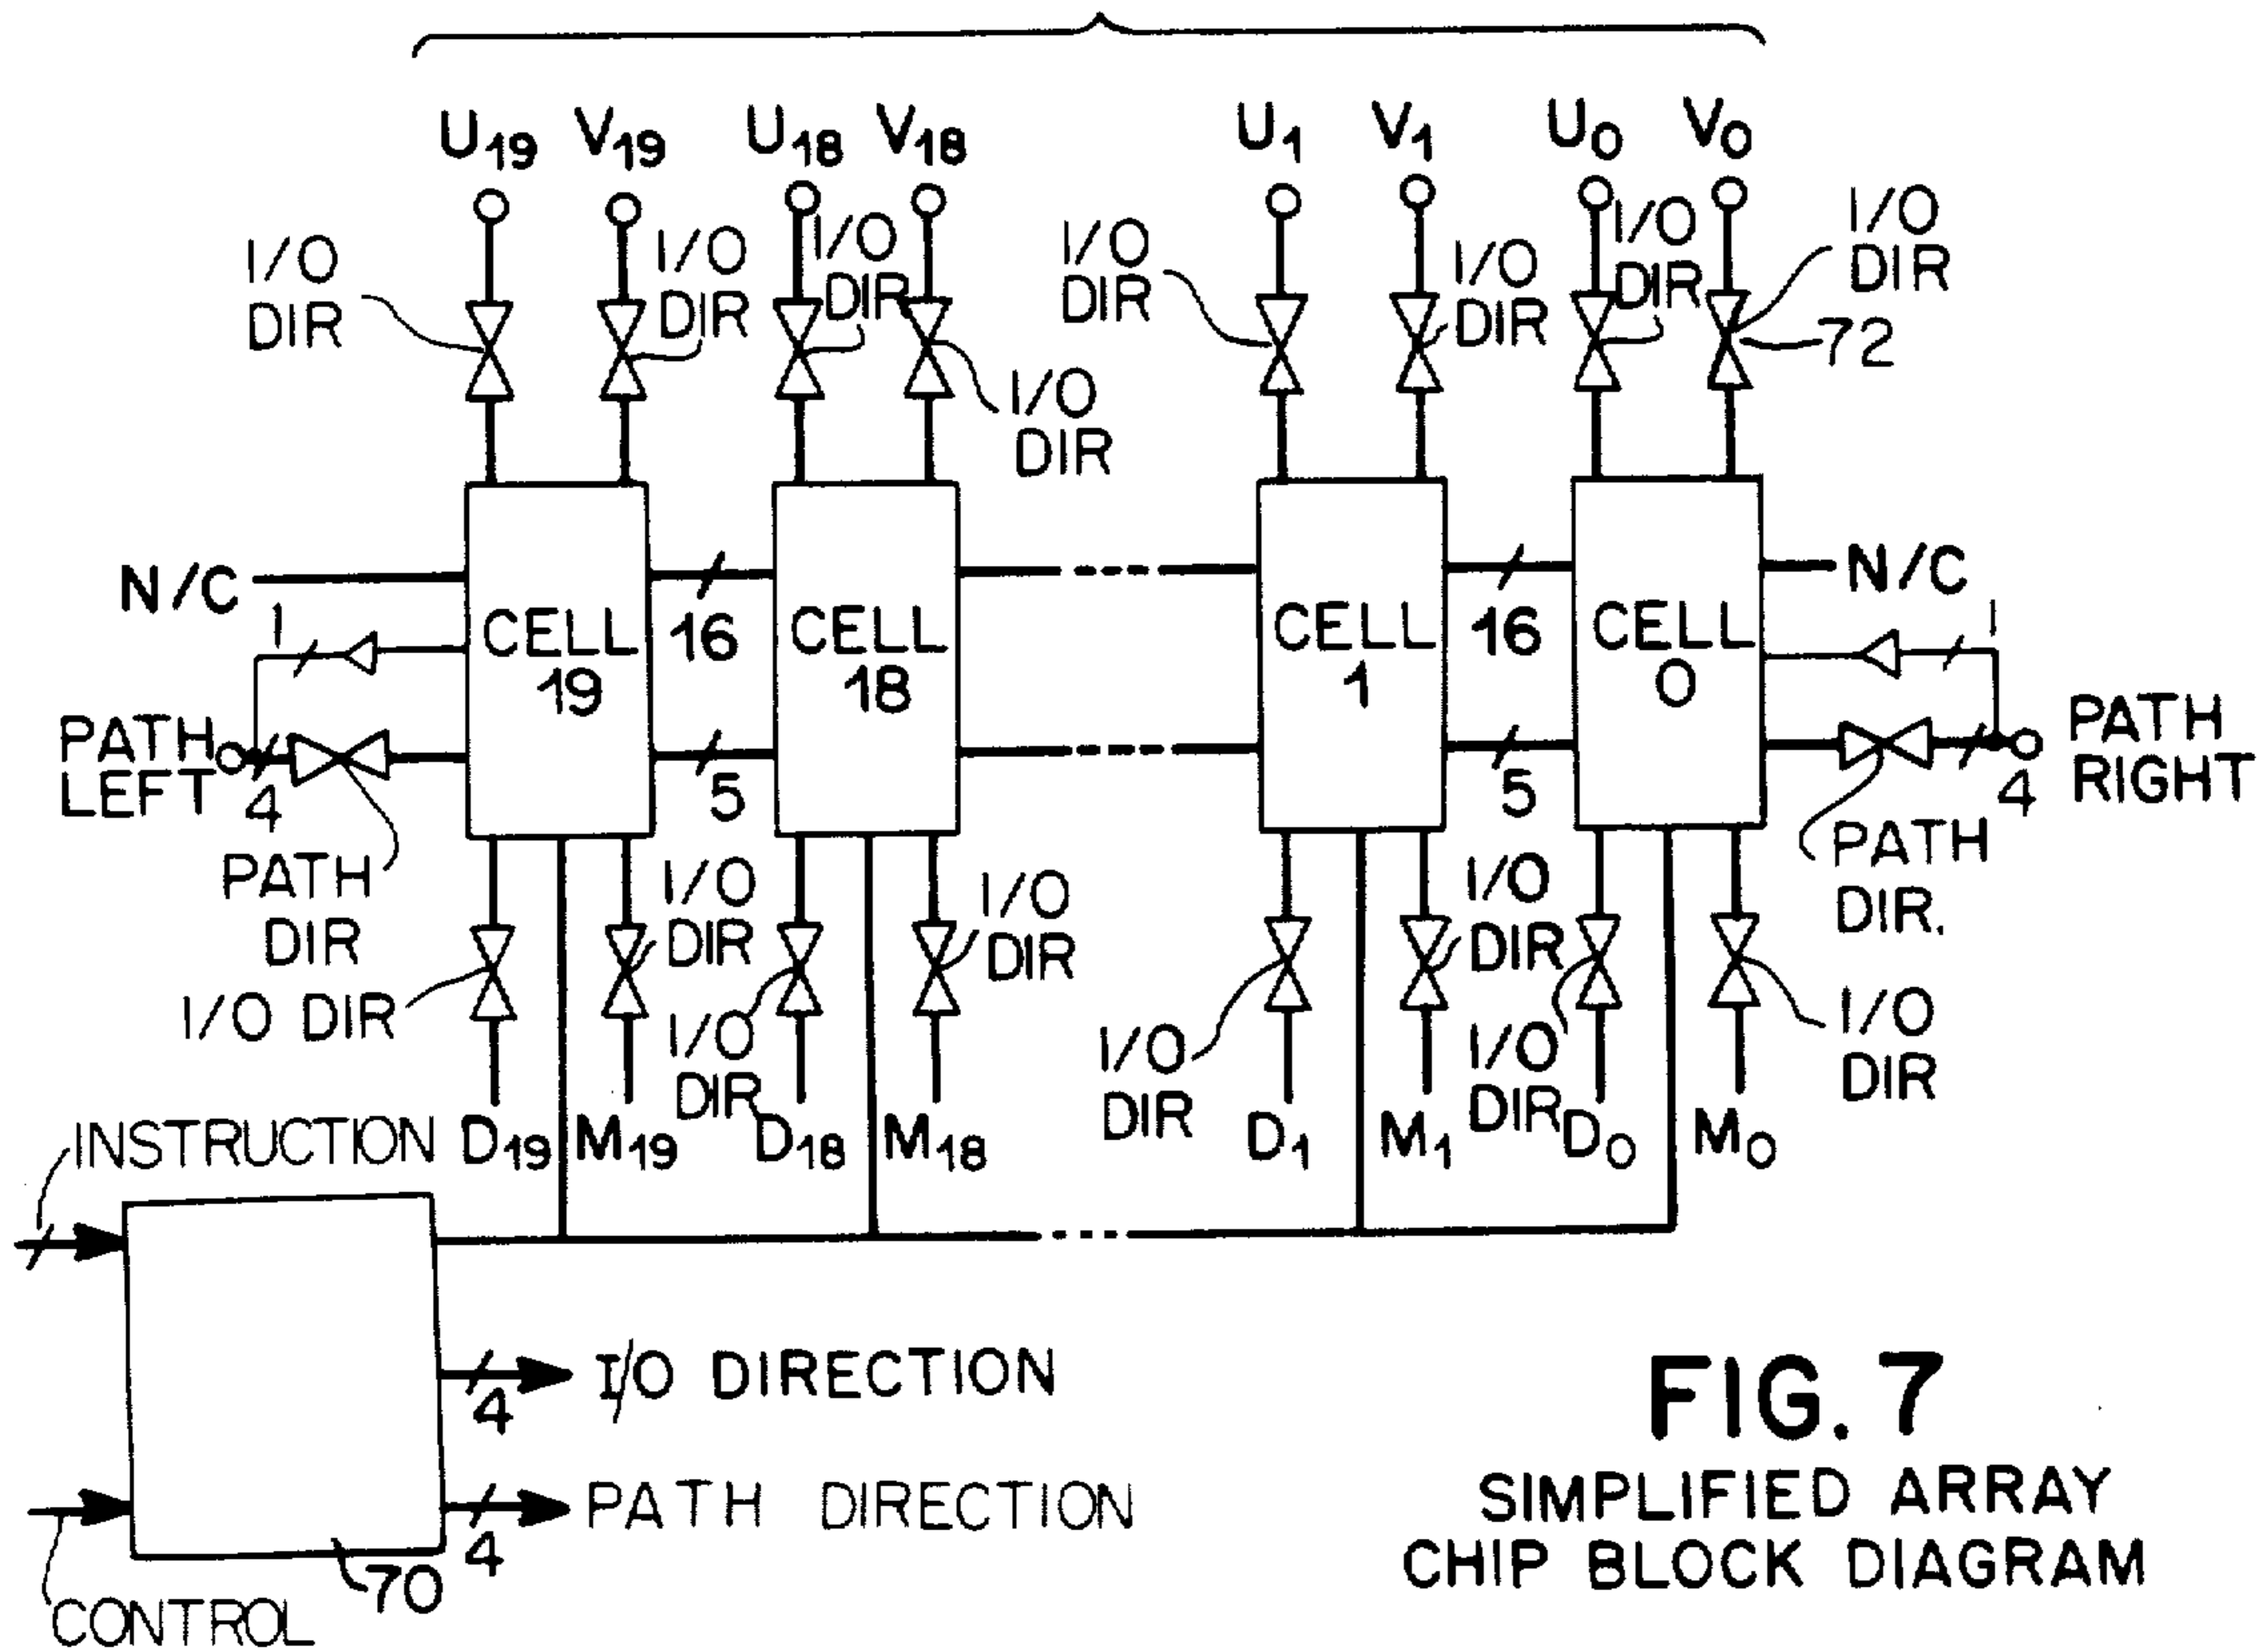 U19 V19 U18 V18 U1 V1 U0 V0
I/O DIR
I/O DIR
I/O DIR
I/O DIR
I/O DIR
I/O DIR
I/O DIR
I/O DIR
72
N/C
1
CELL 19
16
CELL 18
CELL 1
16
CELL 0
N/C
1
PATH LEFT
4
5
5
4
PATH RIGHT
PATH DIR
PATH DIR.
I/O DIR
I/O DIR
I/O DIR
I/O DIR
I/O DIR
I/O DIR
I/O DIR
I/O DIR
D19 M19 D18 M18 D1 M1 D0 M0
INSTRUCTION
I/O DIRECTION
4
PATH DIRECTION
4
70
CONTROL
FIG. 7
SIMPLIFIED ARRAY
CHIP BLOCK DIAGRAM